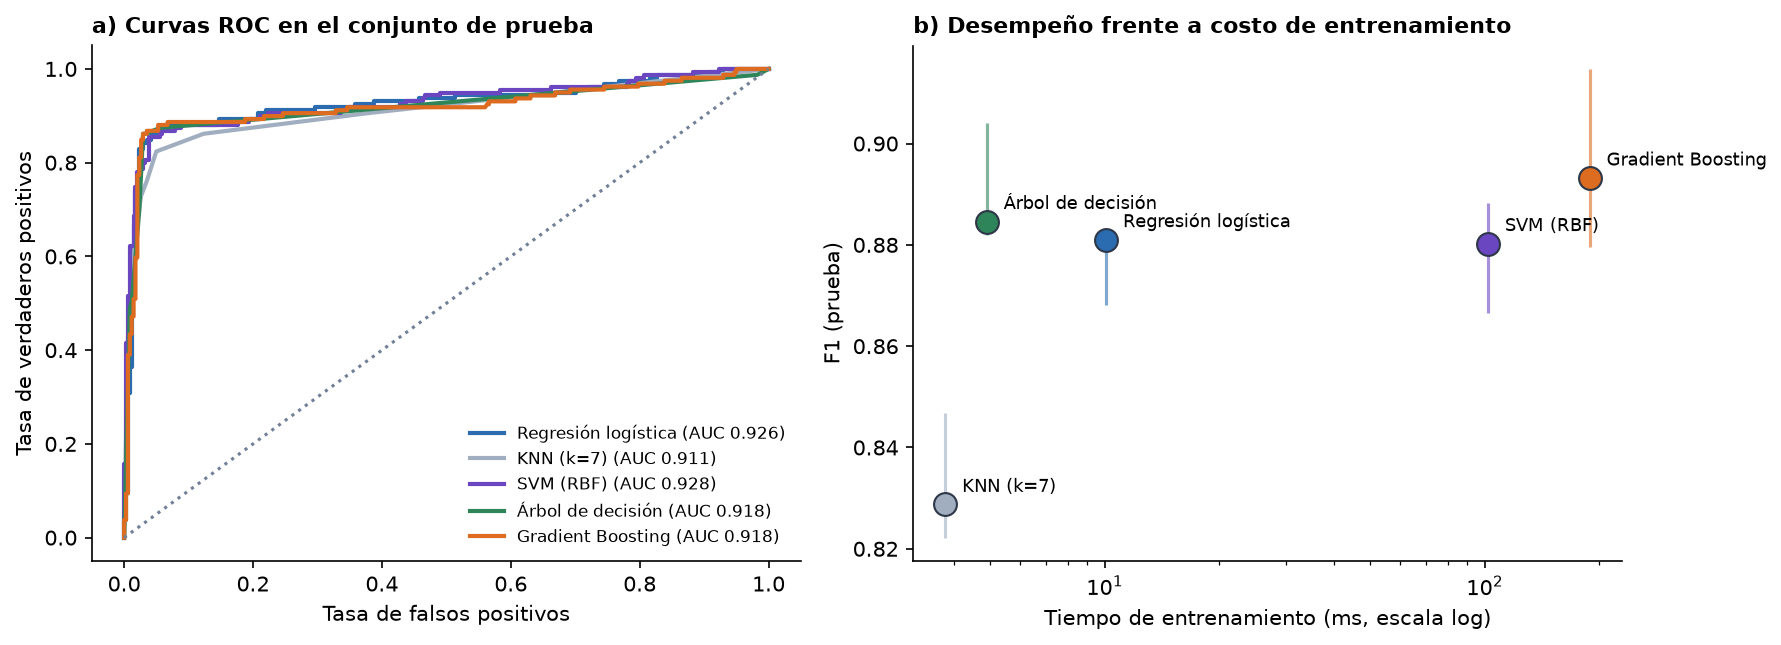 a) Curvas ROC en el conjunto de prueba
Tasa de verdaderos positivos
1.0
0.8
0.6
0.4
0.2
0.0
Regresión logística (AUC 0.926)
KNN (k=7) (AUC 0.911)
SVM (RBF) (AUC 0.928)
Árbol de decisión (AUC 0.918)
Gradient Boosting (AUC 0.918)
0.0 0.2 0.4 0.6 0.8 1.0
Tasa de falsos positivos
b) Desempeño frente a costo de entrenamiento
F1 (prueba)
0.90
0.88
0.86
0.84
0.82
Gradient Boosting
Árbol de decisión
Regresión logística
SVM (RBF)
KNN (k=7)
10¹ 10²
Tiempo de entrenamiento (ms, escala log)